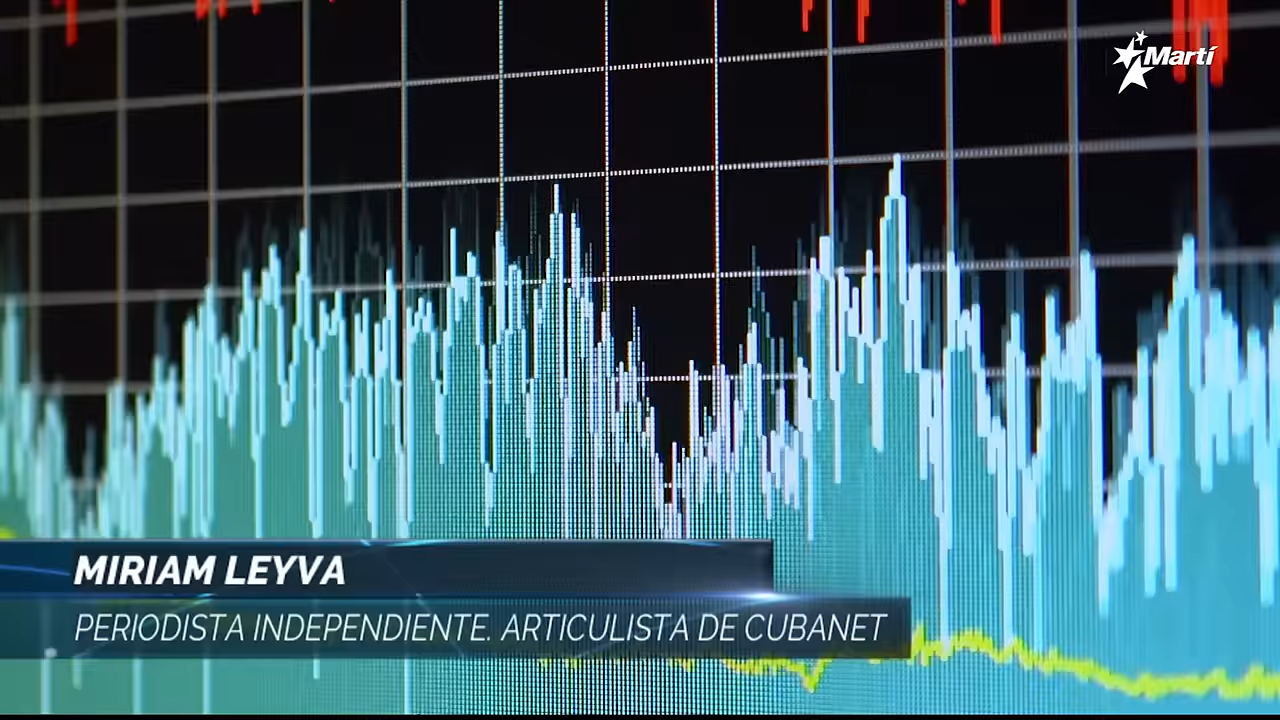 Martí
MIRIAM LEYVA
PERIODISTA INDEPENDIENTE. ARTICULISTA DE CUBANET